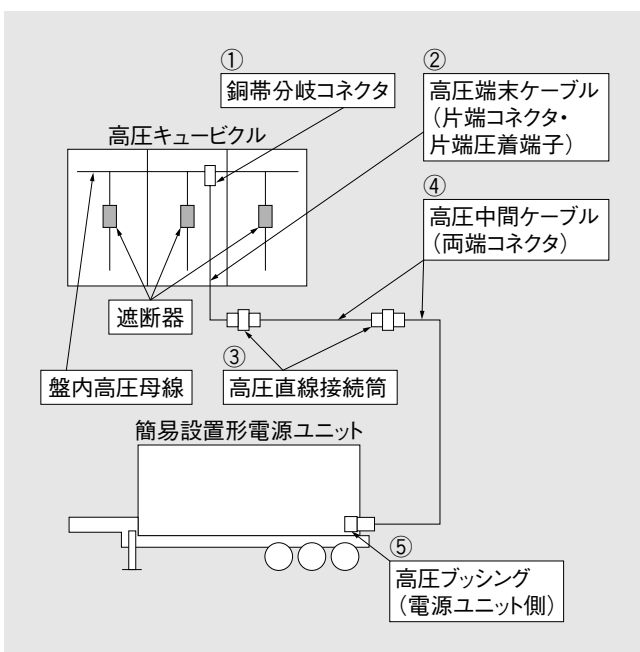 ①
銅帯分岐コネクタ
②
高圧端末ケーブル
（片端コネクタ・
片端圧着端子）
高圧キュービクル
④
高圧中間ケーブル
（両端コネクタ）
遮断器
③
盤内高圧母線
高圧直線接続筒
簡易設置形電源ユニット
⑤
高圧ブッシング
（電源ユニット側）